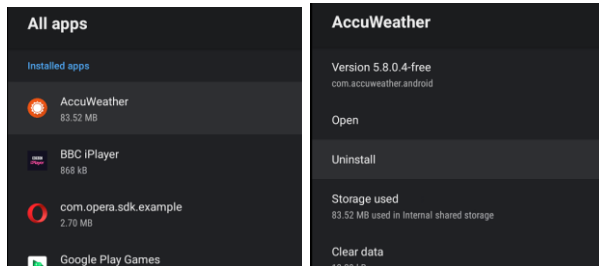 All apps
Installed apps
AccuWeather
83.52 MB
BBC iPlayer
868 kB
com.opera.sdk.example
2.70 MB
Google Play Games
AccuWeather
Version 5.8.0.4-free
com.accuweather.android
Open
Uninstall
Storage used
83.52 MB used in Internal shared storage
Clear data